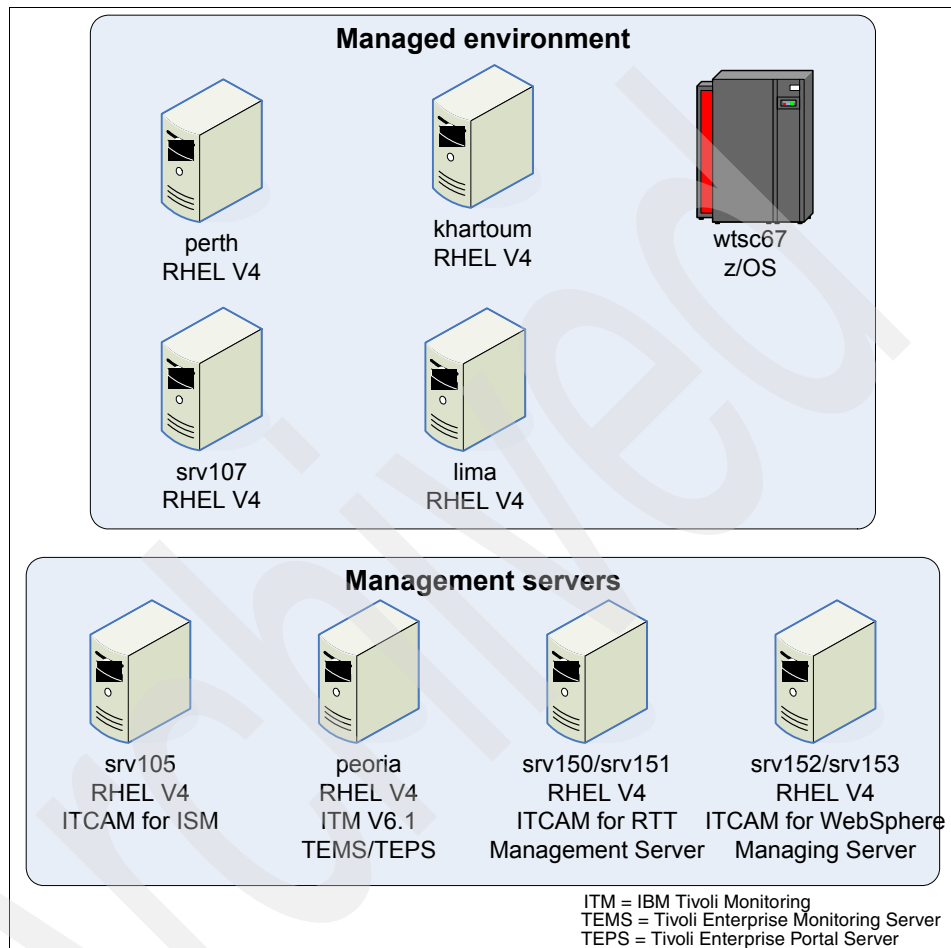 Managed environment
perth
RHEL V4
khartoum
RHEL V4
wtsc67
z/OS
srv107
RHEL V4
lima
RHEL V4
Management servers
srv105
RHEL V4
ITCAM for ISM
peoria
RHEL V4
ITM V6.1
TEMS/TEPS
srv150/srv151
RHEL V4
ITCAM for RTT
Management Server
srv152/srv153
RHEL V4
ITCAM for WebSphere
Managing Server
ITM = IBM Tivoli Monitoring
TEMS = Tivoli Enterprise Monitoring Server
TEPS = Tivoli Enterprise Portal Server
Archived